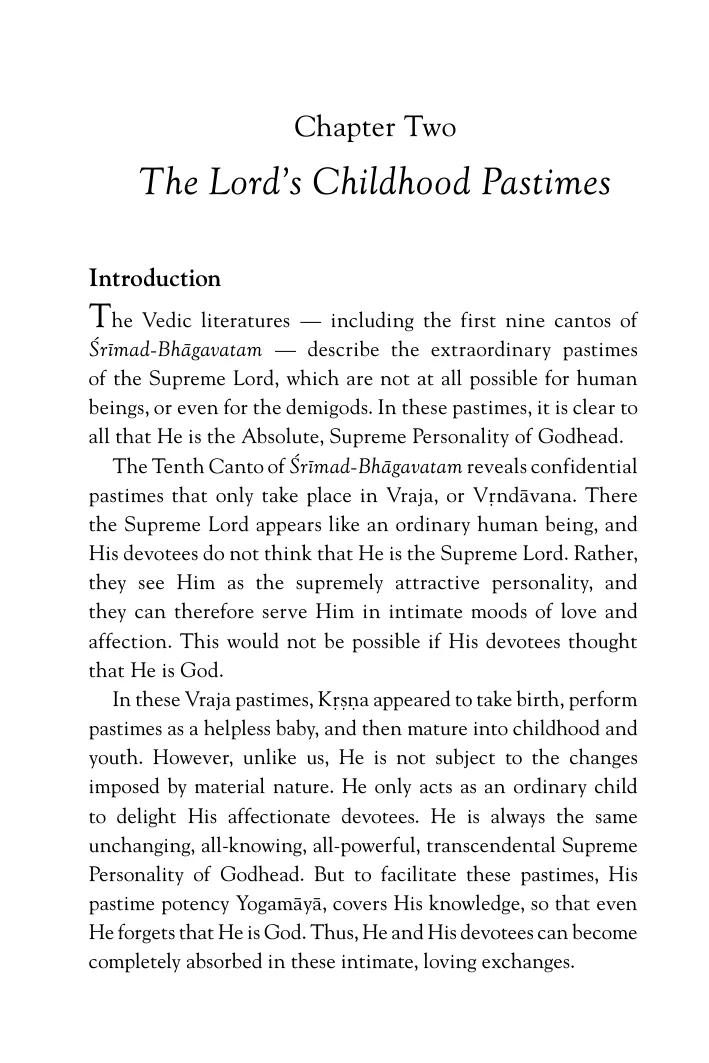 Chapter Two
The Lord’s Childhood Pastimes
Introduction
The Vedic literatures — including the first nine cantos of
Śrīmad-Bhāgavatam — describe the extraordinary pastimes
of the Supreme Lord, which are not at all possible for human
beings, or even for the demigods. In these pastimes, it is clear to
all that He is the Absolute, Supreme Personality of Godhead.
The Tenth Canto of Śrīmad-Bhāgavatam reveals confidential
pastimes that only take place in Vraja, or Vṛndāvana. There
the Supreme Lord appears like an ordinary human being, and
His devotees do not think that He is the Supreme Lord. Rather,
they see Him as the supremely attractive personality, and
they can therefore serve Him in intimate moods of love and
affection. This would not be possible if His devotees thought
that He is God.
In these Vraja pastimes, Kṛṣṇa appeared to take birth, perform
pastimes as a helpless baby, and then mature into childhood and
youth. However, unlike us, He is not subject to the changes
imposed by material nature. He only acts as an ordinary child
to delight His affectionate devotees. He is always the same
unchanging, all-knowing, all-powerful, transcendental Supreme
Personality of Godhead. But to facilitate these pastimes, His
pastime potency Yogamāyā, covers His knowledge, so that even
He forgets that He is God. Thus, He and His devotees can become
completely absorbed in these intimate, loving exchanges.